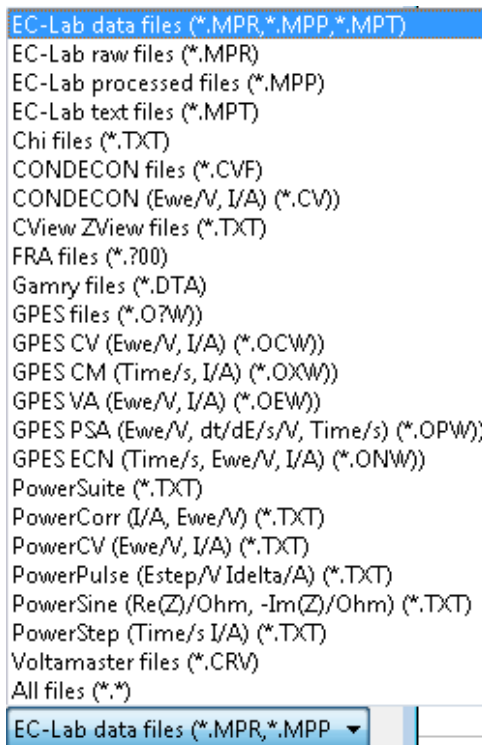 EC-Lab data files (*.MPR,*.MPP,*.MPT)
EC-Lab raw files (*.MPR)
EC-Lab processed files (*.MPP)
EC-Lab text files (*.MPT)
Chi files (*.TXT)
CONDECON files (*.CVF)
CONDECON (Ewe/V, I/A) (*.CV))
CView ZView files (*.TXT)
FRA files (*.?00)
Gamry files (*.DTA)
GPES files (*.O?W))
GPES CV (Ewe/V, I/A) (*.OCW))
GPES CM (Time/s, I/A) (*.OXW))
GPES VA (Ewe/V, I/A) (*.OEW))
GPES PSA (Ewe/V, dt/dE/s/V, Time/s) (*.OPW))
GPES ECN (Time/s, Ewe/V, I/A) (*.ONW))
PowerSuite (*.TXT)
PowerCorr (I/A, Ewe/V) (*.TXT)
PowerCV (Ewe/V, I/A) (*.TXT)
PowerPulse (Estep/V Idelta/A) (*.TXT)
PowerSine (Re(Z)/Ohm, -Im(Z)/Ohm) (*.TXT)
PowerStep (Time/s I/A) (*.TXT)
Voltamaster files (*.CRV)
All files (*.*)
EC-Lab data files (*.MPR,*.MPP